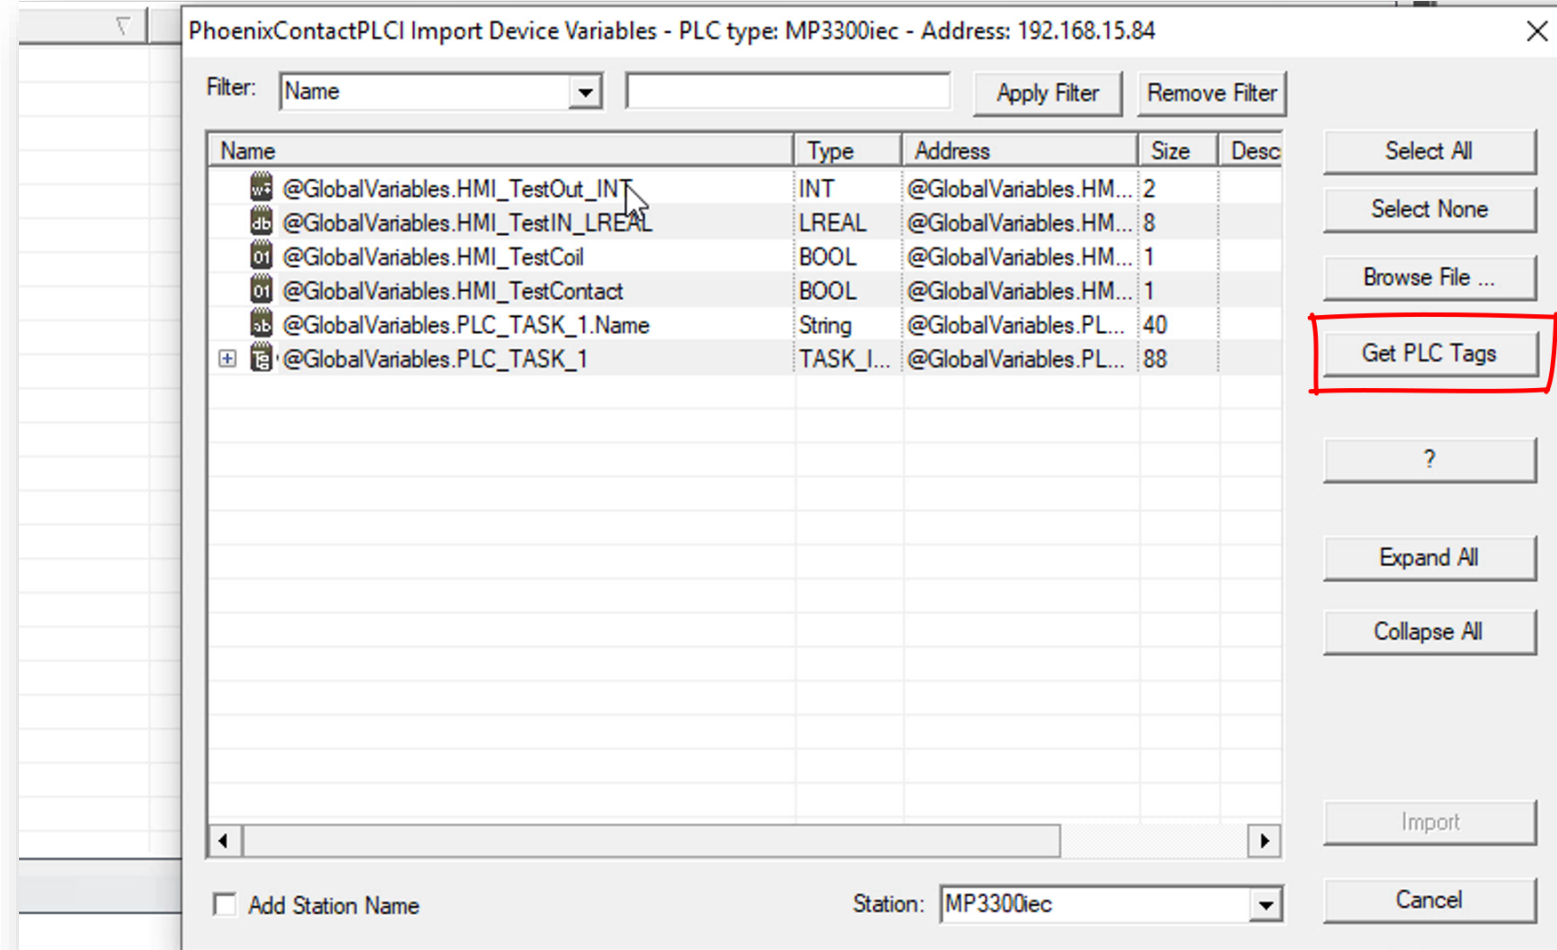 PhoenixContactPLCI Import Device Variables - PLC type: MP3300iec - Address: 192.168.15.84
Filter: Name Apply Filter Remove Filter
Name Type Address Size Desc
@GlobalVariables.HMI_TestOut_INT INT @GlobalVariables.HM... 2
@GlobalVariables.HMI_TestIN_LREAL LREAL @GlobalVariables.HM... 8
@GlobalVariables.HMI_TestCoil BOOL @GlobalVariables.HM... 1
@GlobalVariables.HMI_TestContact BOOL @GlobalVariables.HM... 1
@GlobalVariables.PLC_TASK_1.Name String @GlobalVariables.PL... 40
@GlobalVariables.PLC_TASK_1 TASK_I... @GlobalVariables.PL... 88
Select All
Select None
Browse File ...
Get PLC Tags
?
Expand All
Collapse All
Import
Cancel
Add Station Name
Station: MP3300iec